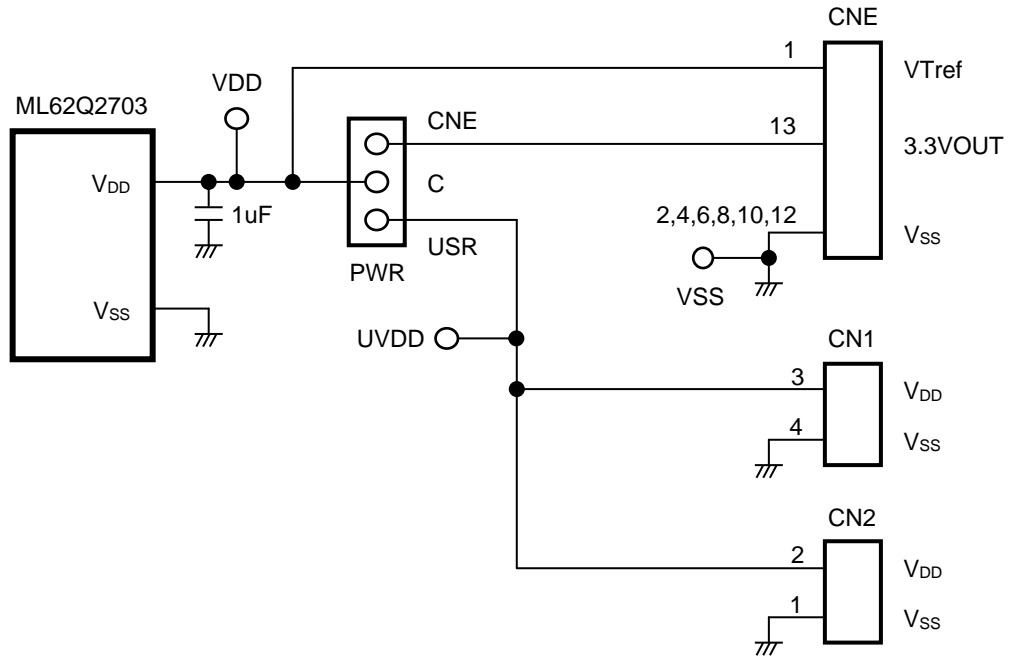 CNE
1
VTref
VDD
ML62Q2703
CNE
13
3.3VOUT
VDD
C
1uF
2,4,6,8,10,12
USR
VSS
PWR
VSS
VSS
UVDD
CN1
3
VDD
4
VSS
CN2
2
VDD
1
VSS